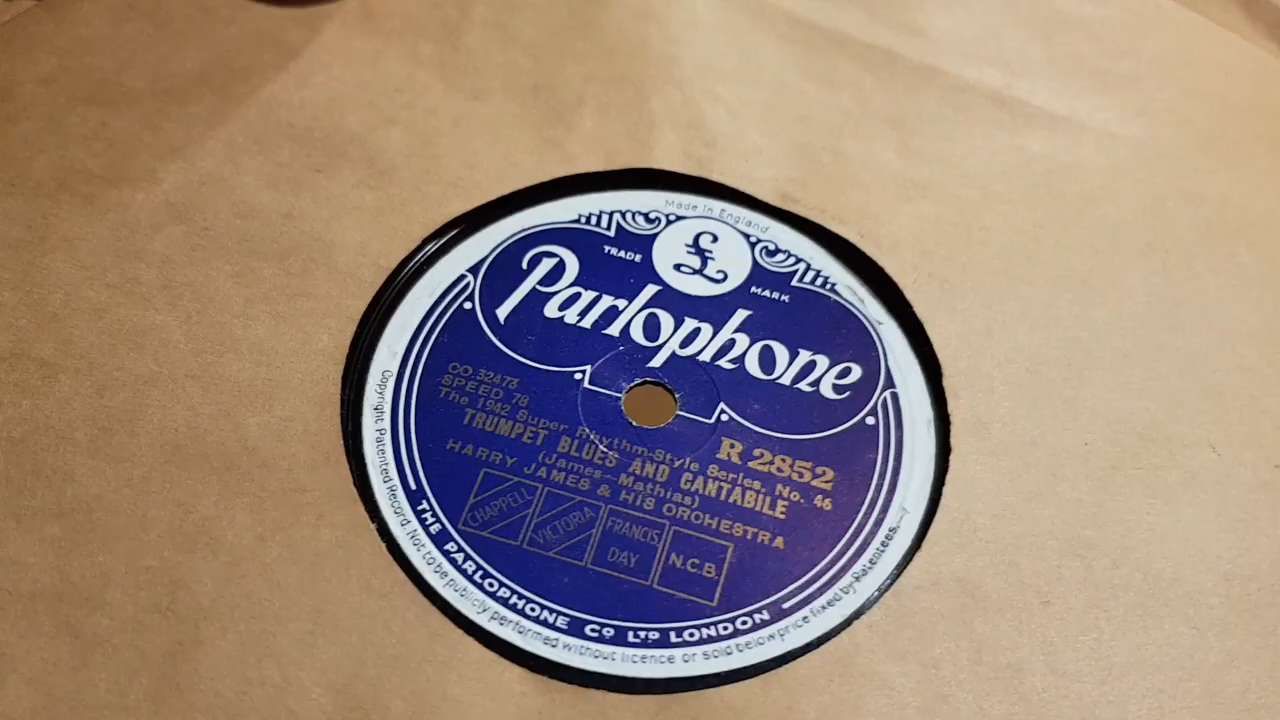 Made in England
TRADE £ MARK
Parlophone
CO.32473
SPEED 78
R 2852
The 1942 Super Rhythm-Style Series. No. 46
TRUMPET BLUES AND CANTABILE
(James—Mathias)
HARRY JAMES & HIS ORCHESTRA
CHAPPELL
VICTORIA
FRANCIS DAY
N.C.B.
THE PARLOPHONE Cº LTD LONDON
Copyright Patented Record. Not to be publicly performed without licence or sold below price fixed by Patentees.